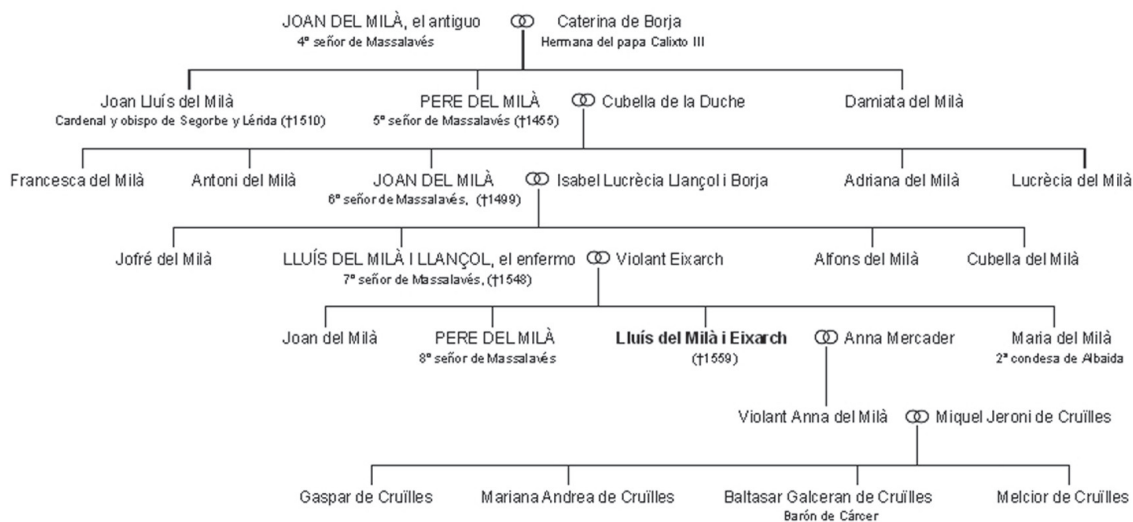 JOAN DEL MILÀ, el antiguo Caterina de Borja
4º señor de Massalavés Hermana del papa Calixto III
Joan Lluís del Milà PERE DEL MILÀ Cubella de la Duche Damiata del Milà
Cardenal y obispo de Segorbe y Lérida (†1510) 5º señor de Massalavés (†1455)
Francesca del Milà Antoni del Milà JOAN DEL MILÀ Isabel Lucrècia Llançol i Borja Adriana del Milà Lucrècia del Milà
6º señor de Massalavés, (†1499)
Jofré del Milà LLUÍS DEL MILÀ I LLANÇOL, el enfermo Violant Eixarch Alfons del Milà Cubella del Milà
7º señor de Massalavés, (†1548)
Joan del Milà PERE DEL MILÀ Lluís del Milà i Eixarch Anna Mercader Maria del Milà
8º señor de Massalavés (†1559) 2ª condesa de Albaida
Violant Anna del Milà Miquel Jeroni de Cruïlles
Gaspar de Cruïlles Mariana Andrea de Cruïlles Baltasar Galceran de Cruïlles Melcior de Cruïlles
Barón de Cárcer